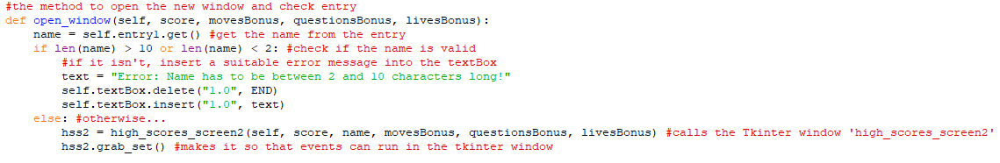 #the method to open the new window and check entry
def open_window(self, score, movesBonus, questionsBonus, livesBonus):
    name = self.entry1.get() #get the name from the entry
    if len(name) > 10 or len(name) < 2: #check if the name is valid
        #if it isn't, insert a suitable error message into the textBox
        text = "Error: Name has to be between 2 and 10 characters long!"
        self.textBox.delete("1.0", END)
        self.textBox.insert("1.0", text)
    else: #otherwise...
        hss2 = high_scores_screen2(self, score, name, movesBonus, questionsBonus, livesBonus) #calls the Tkinter window 'high_scores_screen2'
        hss2.grab_set() #makes it so that events can run in the tkinter window